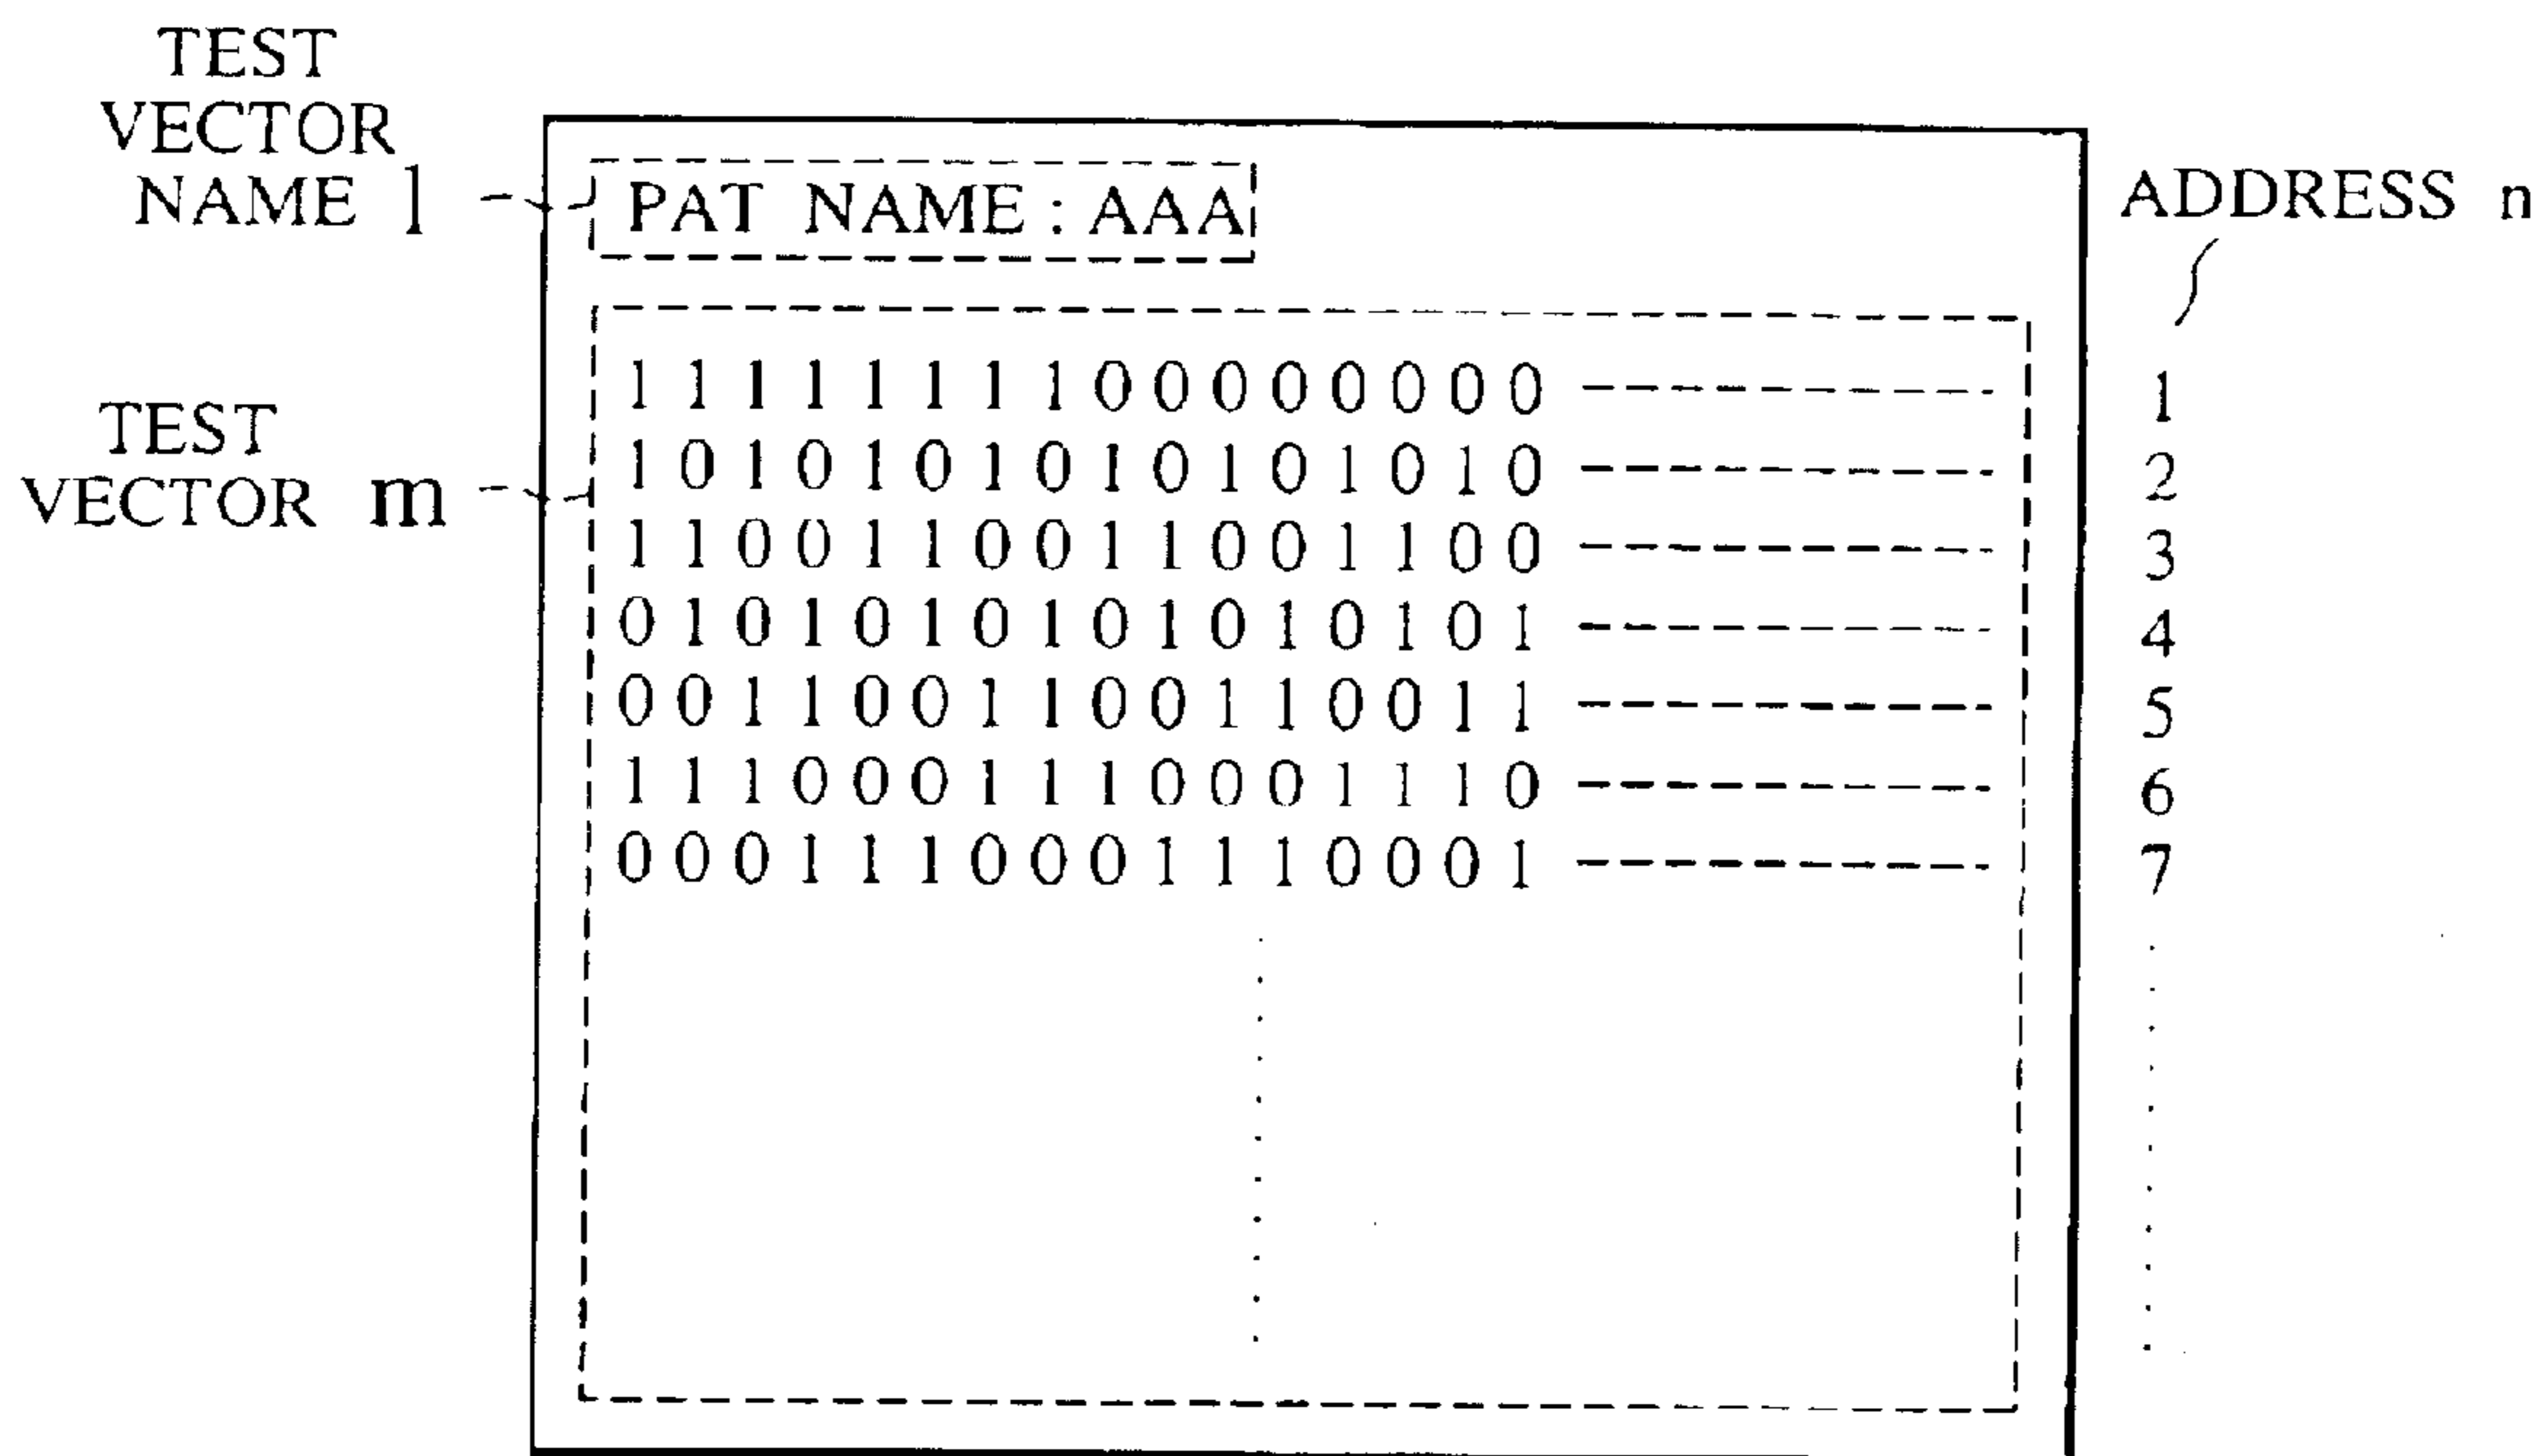 TEST
VECTOR
NAME l
PAT NAME : AAA
ADDRESS n
TEST
VECTOR m
1 1 1 1 1 1 1 1 0 0 0 0 0 0 0 0 1
1 0 1 0 1 0 1 0 1 0 1 0 1 0 1 0 2
1 1 0 0 1 1 0 0 1 1 0 0 1 1 0 0 3
0 1 0 1 0 1 0 1 0 1 0 1 0 1 0 1 4
0 0 1 1 0 0 1 1 0 0 1 1 0 0 1 1 5
1 1 1 0 0 0 1 1 1 0 0 0 1 1 1 0 6
0 0 0 1 1 1 0 0 0 1 1 1 0 0 0 1 7